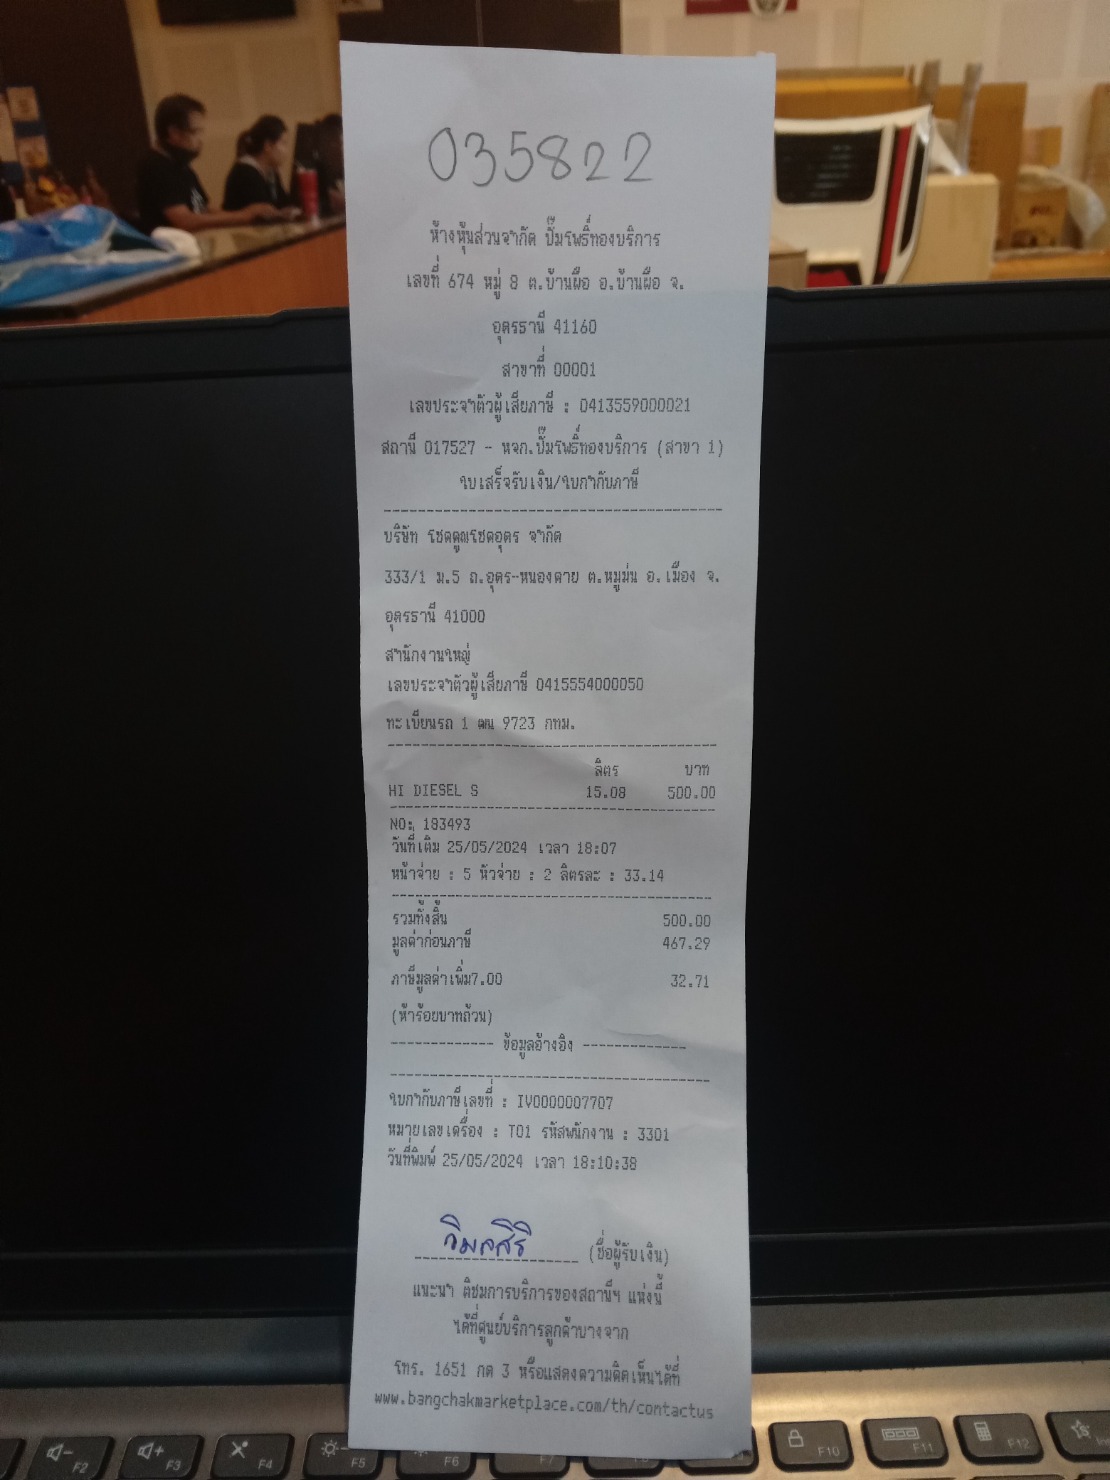 035822
ห้างหุ้นส่วนจำกัด ปั๊มโพธิ์ทองบริการ
เลขที่ 674 หมู่ 8 ต.บ้านผือ อ.บ้านผือ จ.
อุดรธานี 41160
สาขาที่ 00001
เลขประจำตัวผู้เสียภาษี : 0413559000021
สถานี 017527 - หจก.ปั๊มโพธิ์ทองบริการ (สาขา 1)
ใบเสร็จรับเงิน/ใบกำกับภาษี
บริษัท โชคคูณโชคอุดร จำกัด
333/1 ม.5 ถ.อุดร-หนองคาย ต.หมูม่น อ.เมือง จ.
อุดรธานี 41000
สำนักงานใหญ่
เลขประจำตัวผู้เสียภาษี 0415554000050
ทะเบียนรถ 1 ฒฆ 9723 กทม.
ลิตร บาท
HI DIESEL S 15.08 500.00
NO: 183493
วันที่เติม 25/05/2024 เวลา 18:07
หน้าจ่าย : 5 หัวจ่าย : 2 ลิตรละ : 33.14
รวมทั้งสิ้น 500.00
มูลค่าก่อนภาษี 467.29
ภาษีมูลค่าเพิ่ม7.00 32.71
(ห้าร้อยบาทถ้วน)
------------- ข้อมูลอ้างอิง -------------
ใบกำกับภาษีเลขที่ : IV0000007707
หมายเลขเครื่อง : T01 รหัสพนักงาน : 3301
วันที่พิมพ์ 25/05/2024 เวลา 18:10:38
วิมลสิริ (ชื่อผู้รับเงิน)
แนะนำ ติชมการบริการของสถานีฯ แห่งนี้
ได้ที่ศูนย์บริการลูกค้าบางจาก
โทร. 1651 กด 3 หรือแสดงความคิดเห็นได้ที่
www.bangchakmarketplace.com/th/contactus
F2
F3
F4
F5
F6
F7
F10
F11
F12